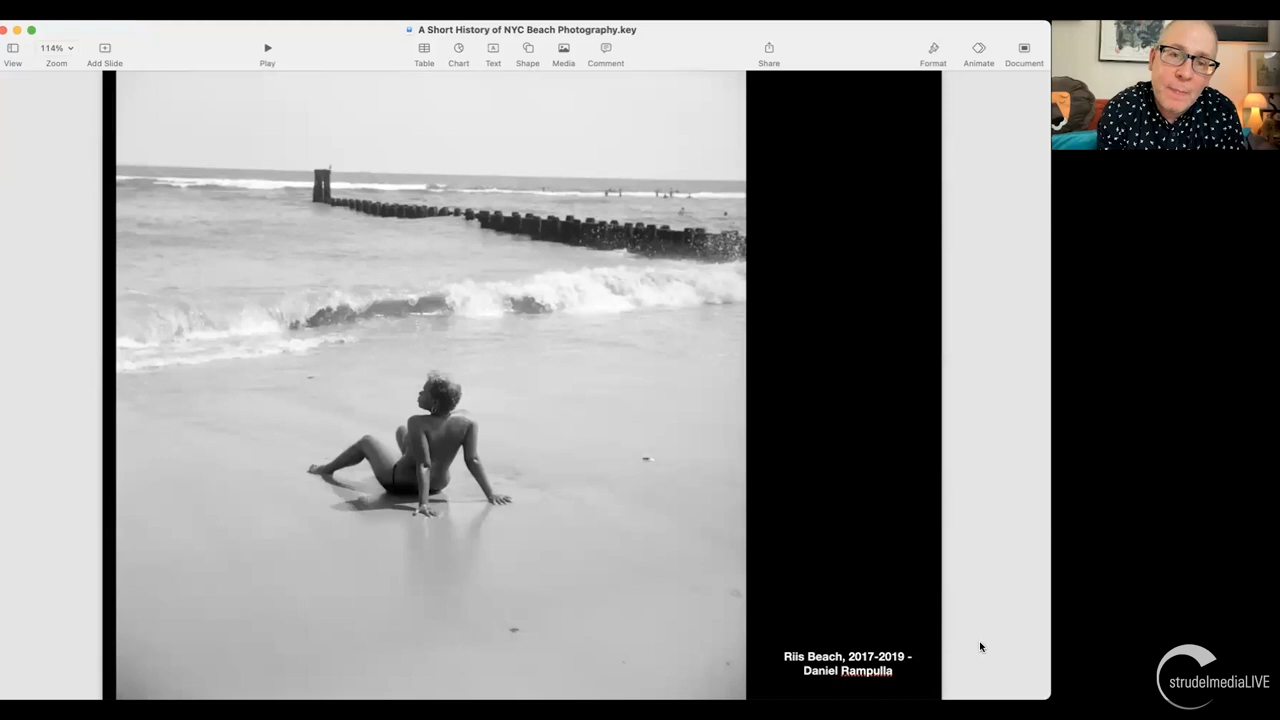 A Short History of NYC Beach Photography.key
114%
View
Zoom
Add Slide
Play
Table
Chart
Text
Shape
Media
Comment
Share
Format
Animate
Document
Riis Beach, 2017-2019 -
Daniel Rampulla
strudelmediaLIVE